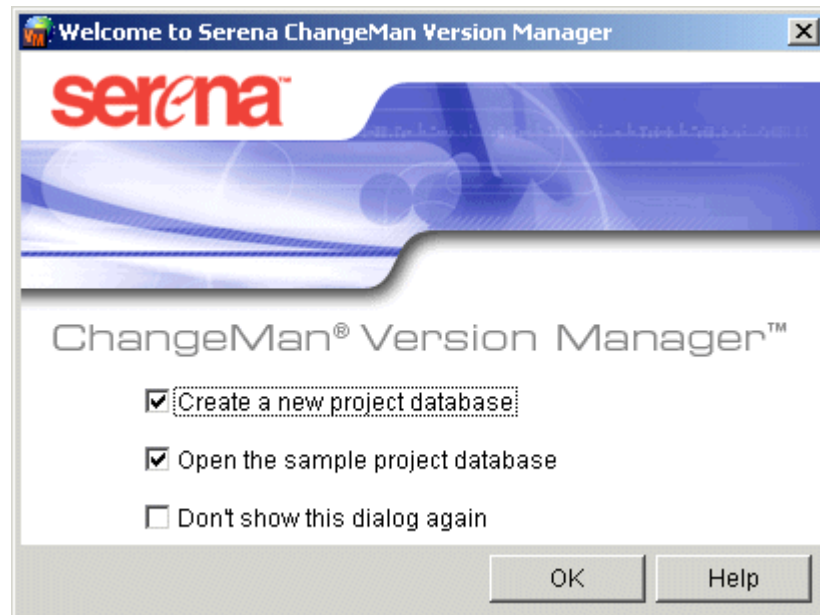 Welcome to Serena ChangeMan Version Manager
serena™
ChangeMan® Version Manager™
Create a new project database
Open the sample project database
Don't show this dialog again
OK Help